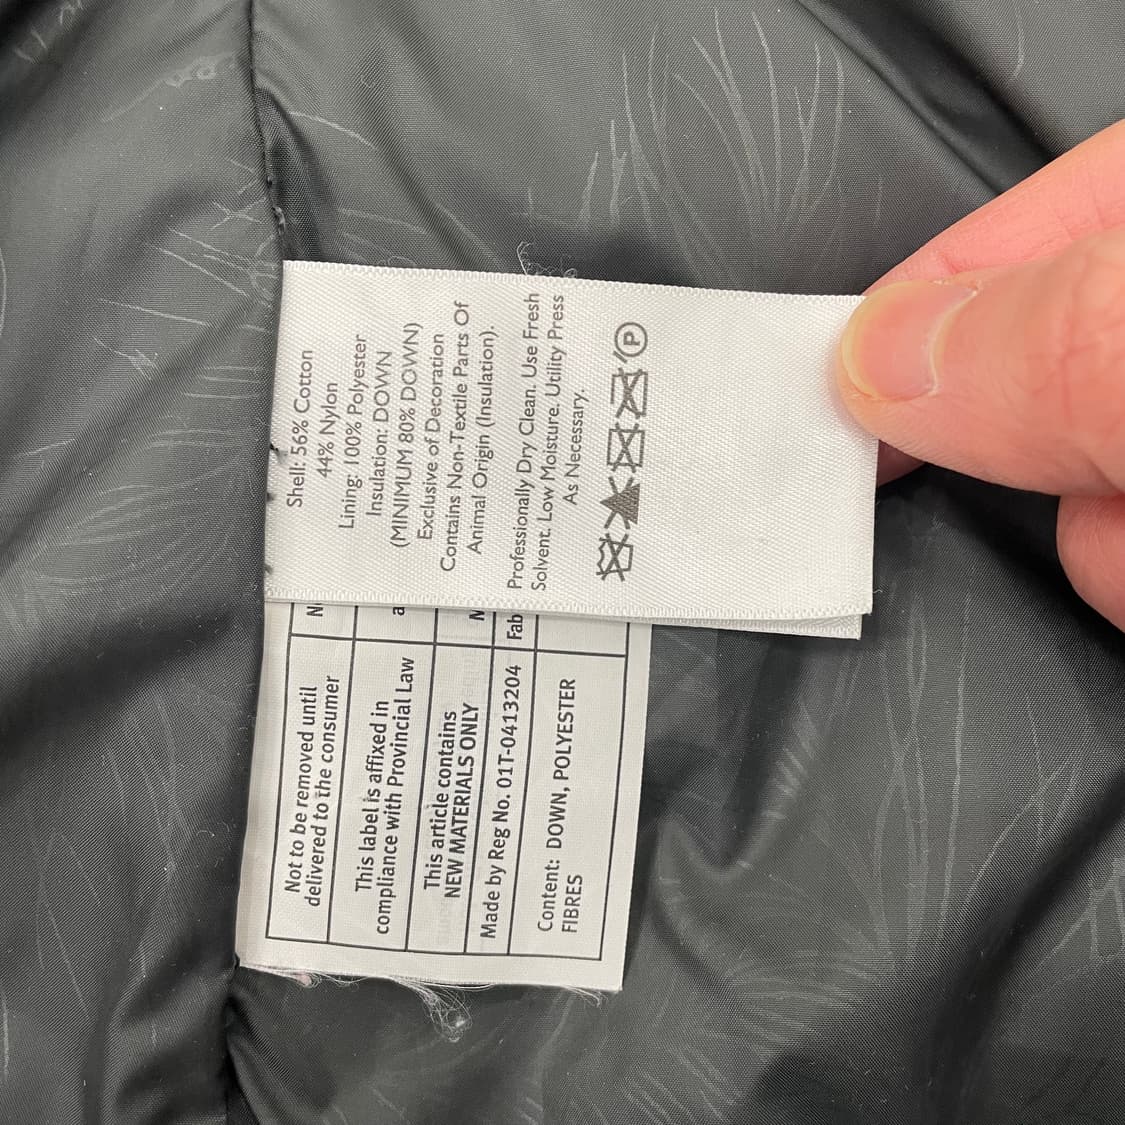 Shell: 56% Cotton
44% Nylon
Lining: 100% Polyester
Insulation: DOWN
(MINIMUM 80% DOWN)
Exclusive of Decoration
Contains Non-Textile Parts Of
Animal Origin (Insulation).
Professionally Dry Clean. Use Fresh
Solvent. Low Moisture. Utility Press
As Necessary.
P
Not to be removed until
delivered to the consumer
N
This label is affixed in
compliance with Provincial Law
a
This article contains
NEW MATERIALS ONLY
N
Made by Reg No. 01T-0413204
Fab
Content: DOWN, POLYESTER
FIBRES